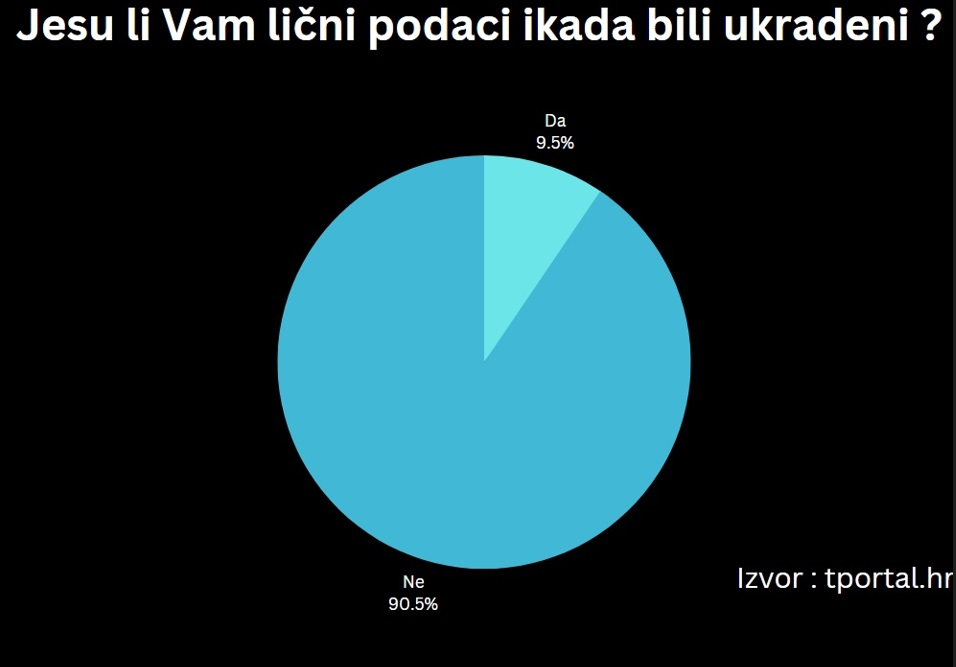 Jesu li Vam lični podaci ikada bili ukradeni ?
Da
9.5%
Ne
90.5%
Izvor : tportal.hr